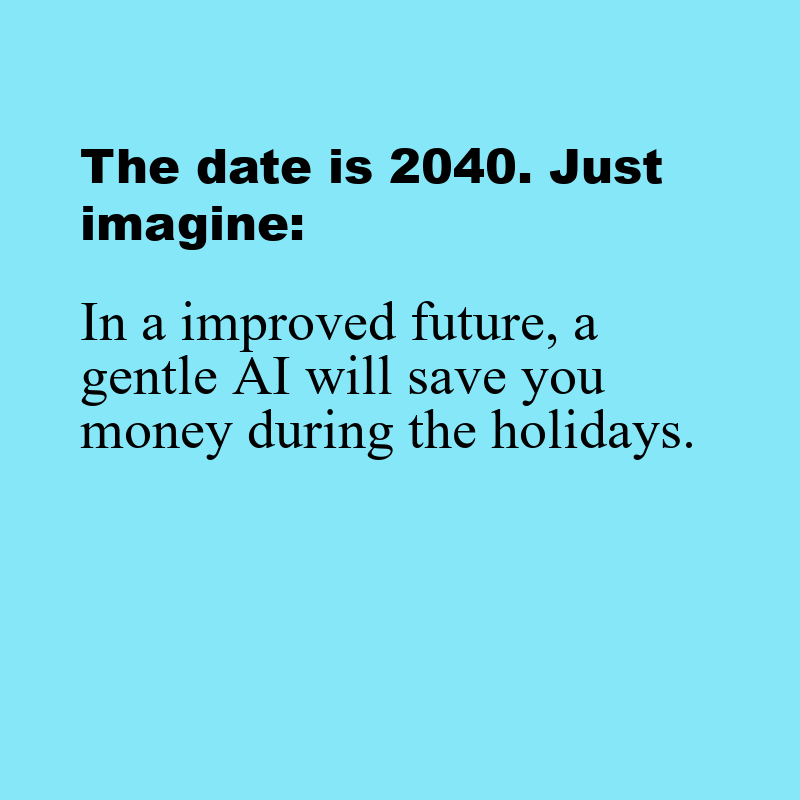 The date is 2040. Just
imagine:
In a improved future, a
gentle AI will save you
money during the holidays.